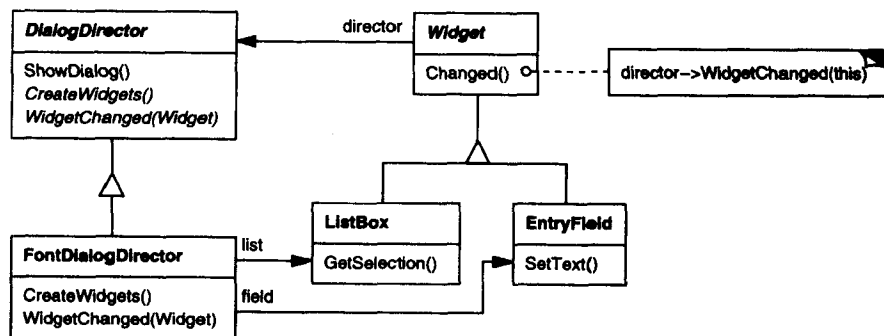 DialogDirector
ShowDialog()
CreateWidgets()
WidgetChanged(Widget)
director
Widget
Changed()
director->WidgetChanged(this)
ListBox
GetSelection()
EntryField
SetText()
FontDialogDirector
CreateWidgets()
WidgetChanged(Widget)
list
field